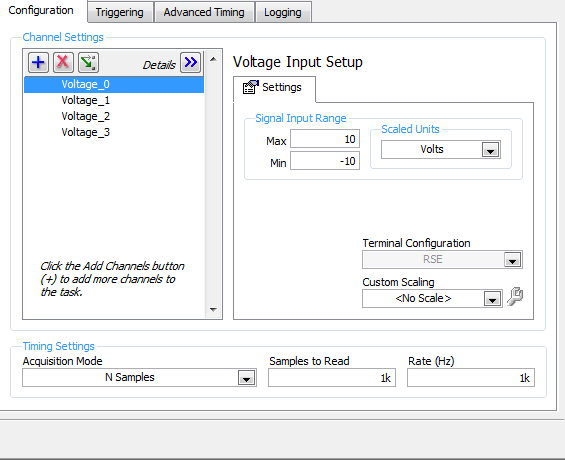 Configuration Triggering Advanced Timing Logging
Channel Settings
Details
Voltage_0
Voltage_1
Voltage_2
Voltage_3
Click the Add Channels button
(+) to add more channels to
the task.
Voltage Input Setup
Settings
Signal Input Range
Max 10
Min -10
Scaled Units
Volts
Terminal Configuration
RSE
Custom Scaling
<No Scale>
Timing Settings
Acquisition Mode
N Samples
Samples to Read
1k
Rate (Hz)
1k